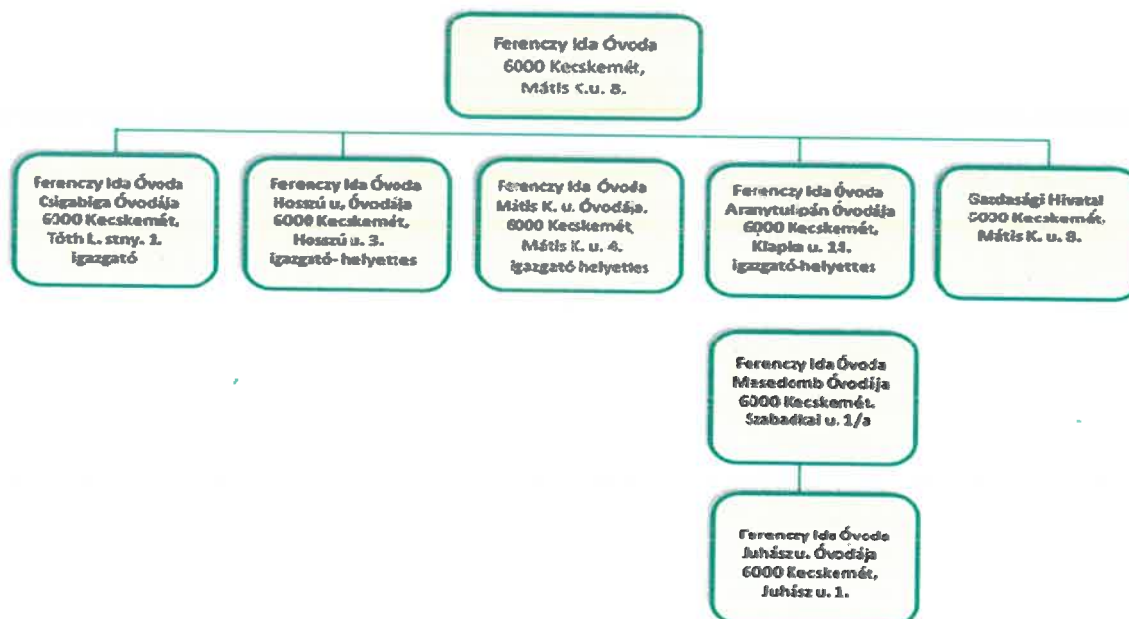 Ferenczy Ida Óvoda
6000 Kecskemét,
Mátis K.u. 8.
Ferenczy Ida Óvoda
Csigabiga Óvodája
6000 Kecskemét,
Tóth L. stny. 1.
igazgató
Ferenczy Ida Óvoda
Hosszú u, Óvodája
6000 Kecskemét,
Hosszú u. 3.
igazgató- helyettes
Ferenczy Ida Óvoda
Mátis K. u. Óvodája.
6000 Kecskemét,
Mátis K. u. 4.
igazgató helyettes
Ferenczy Ida Óvoda
Aranytulipán Óvodája
6000 Kecskemét,
Klapka u. 14.
igazgató-helyettes
Gazdasági Hivatal
6000 Kecskemét,
Mátis K. u. 8.
Ferenczy Ida Óvoda
Mesedomb Óvodája
6000 Kecskemét.
Szabadkai u. 1/a
Ferenczy Ida Óvoda
Juhász u. Óvodája
6000 Kecskemét,
Juhász u. 1.